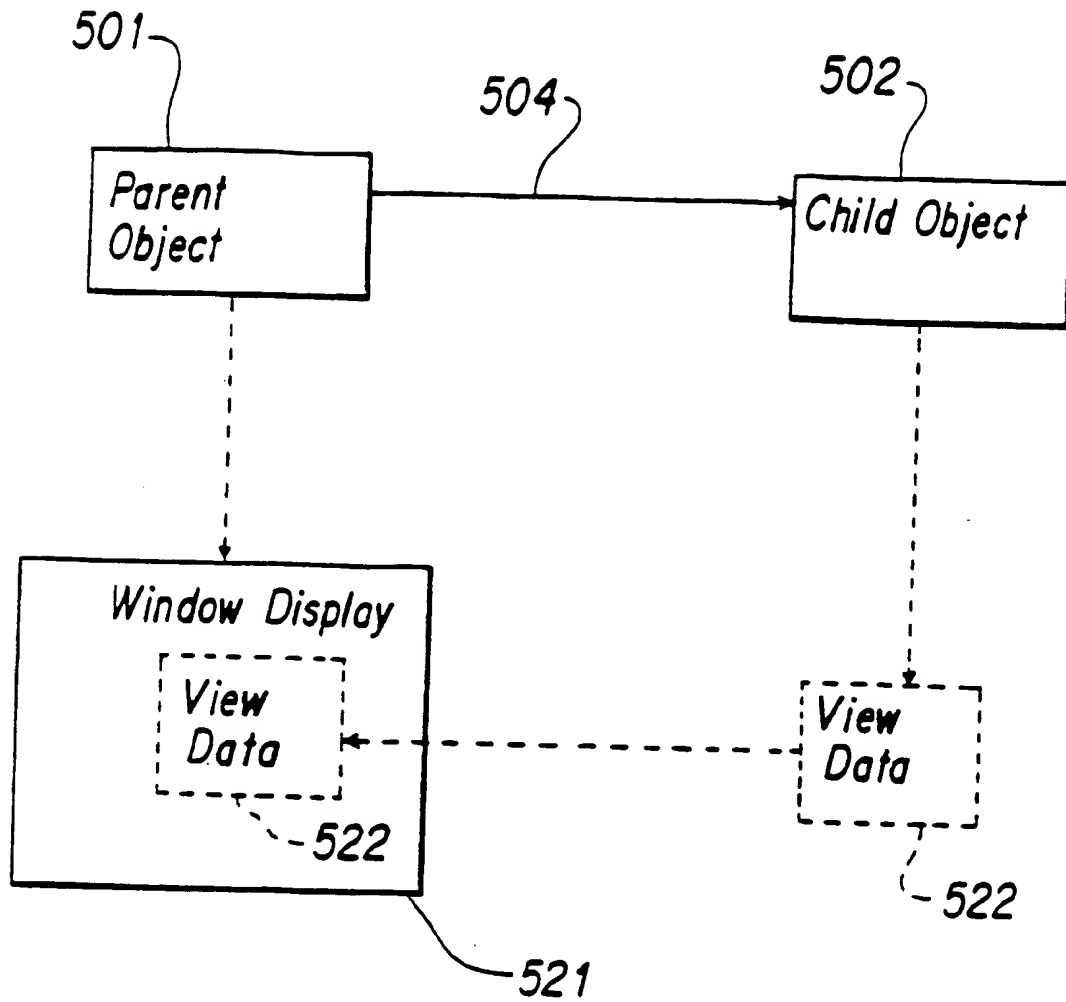 501
504
502
Parent
Object
Child Object
Window Display
View
Data
522
View
Data
522
521